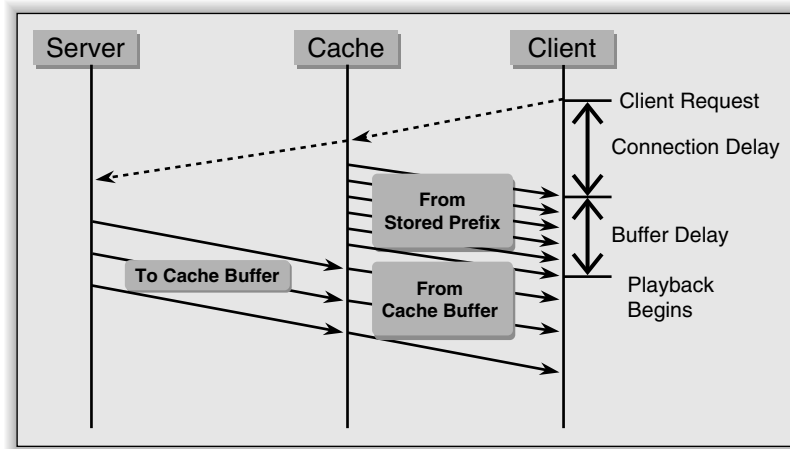 Server
Cache
Client
Client Request
Connection Delay
From
Stored Prefix
Buffer Delay
To Cache Buffer
From
Cache Buffer
Playback
Begins